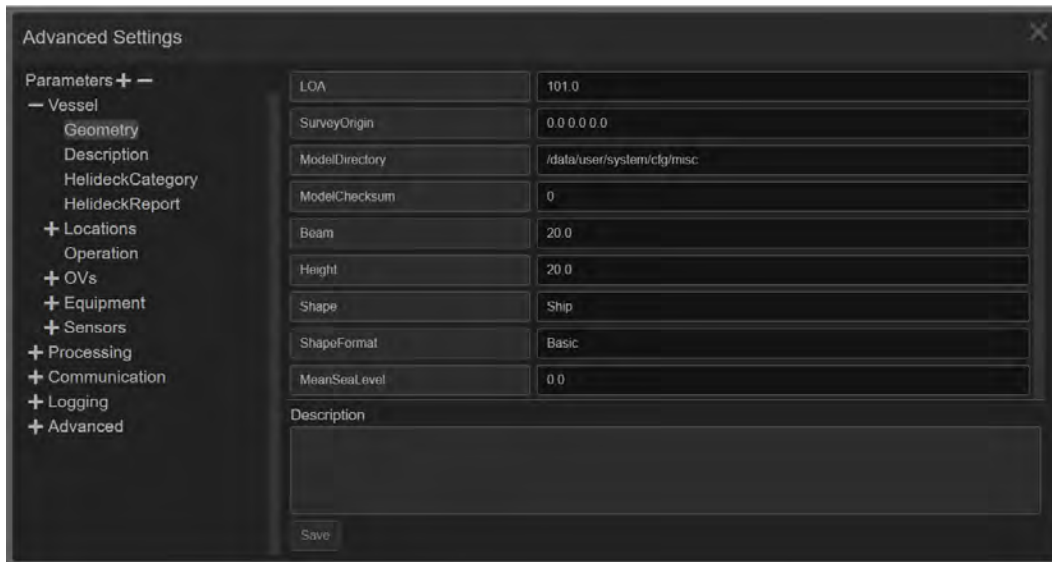 Advanced Settings
Parameters
Vessel
Geometry
Description
HelideckCategory
HelideckReport
Locations
Operation
OVs
Equipment
Sensors
Processing
Communication
Logging
Advanced
LOA 101.0
SurveyOrigin 0.0 0.0 0.0
ModelDirectory /data/user/system/cfg/misc
ModelChecksum 0
Beam 20.0
Height 20.0
Shape Ship
ShapeFormat Basic
MeanSeaLevel 0.0
Description
Save